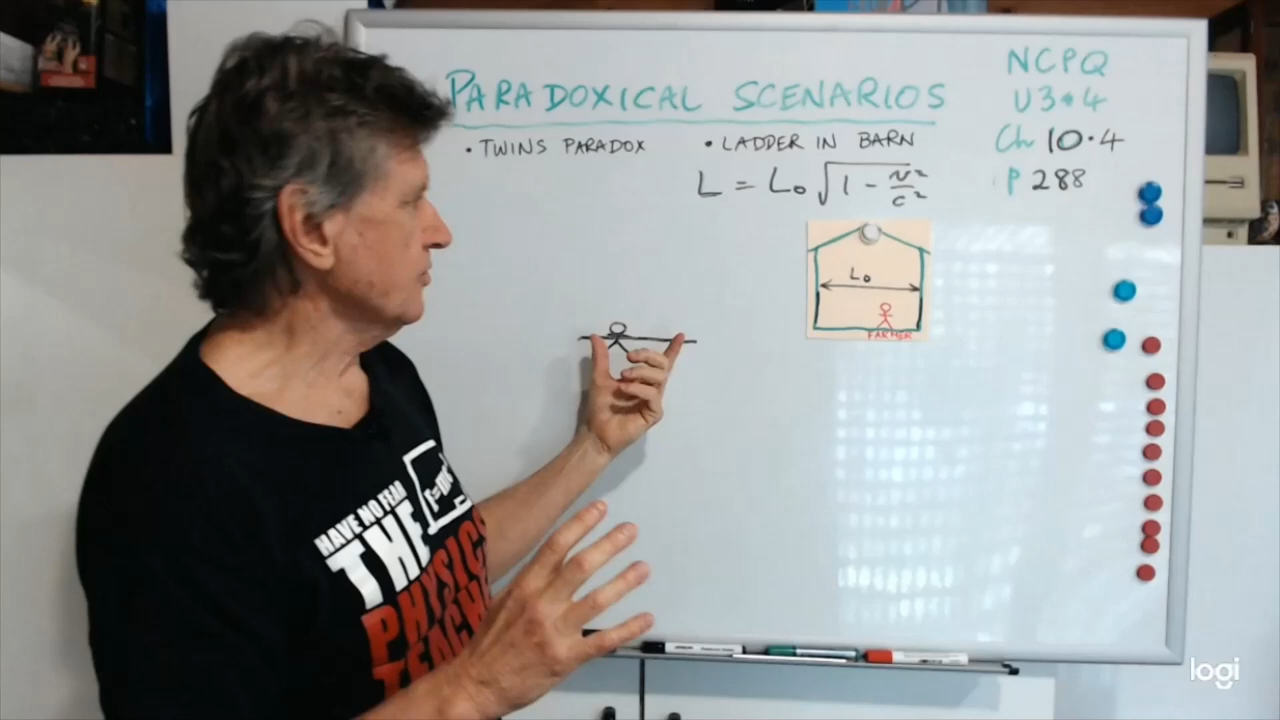 PARADOXICAL SCENARIOS
• TWINS PARADOX
• LADDER IN BARN
L = L₀ √(1 - v²/c²)
L₀
FARMER
NCPQ
U3&4
Ch 10.4
P 288
HAVE NO FEAR
THE
PHYSICS
logi